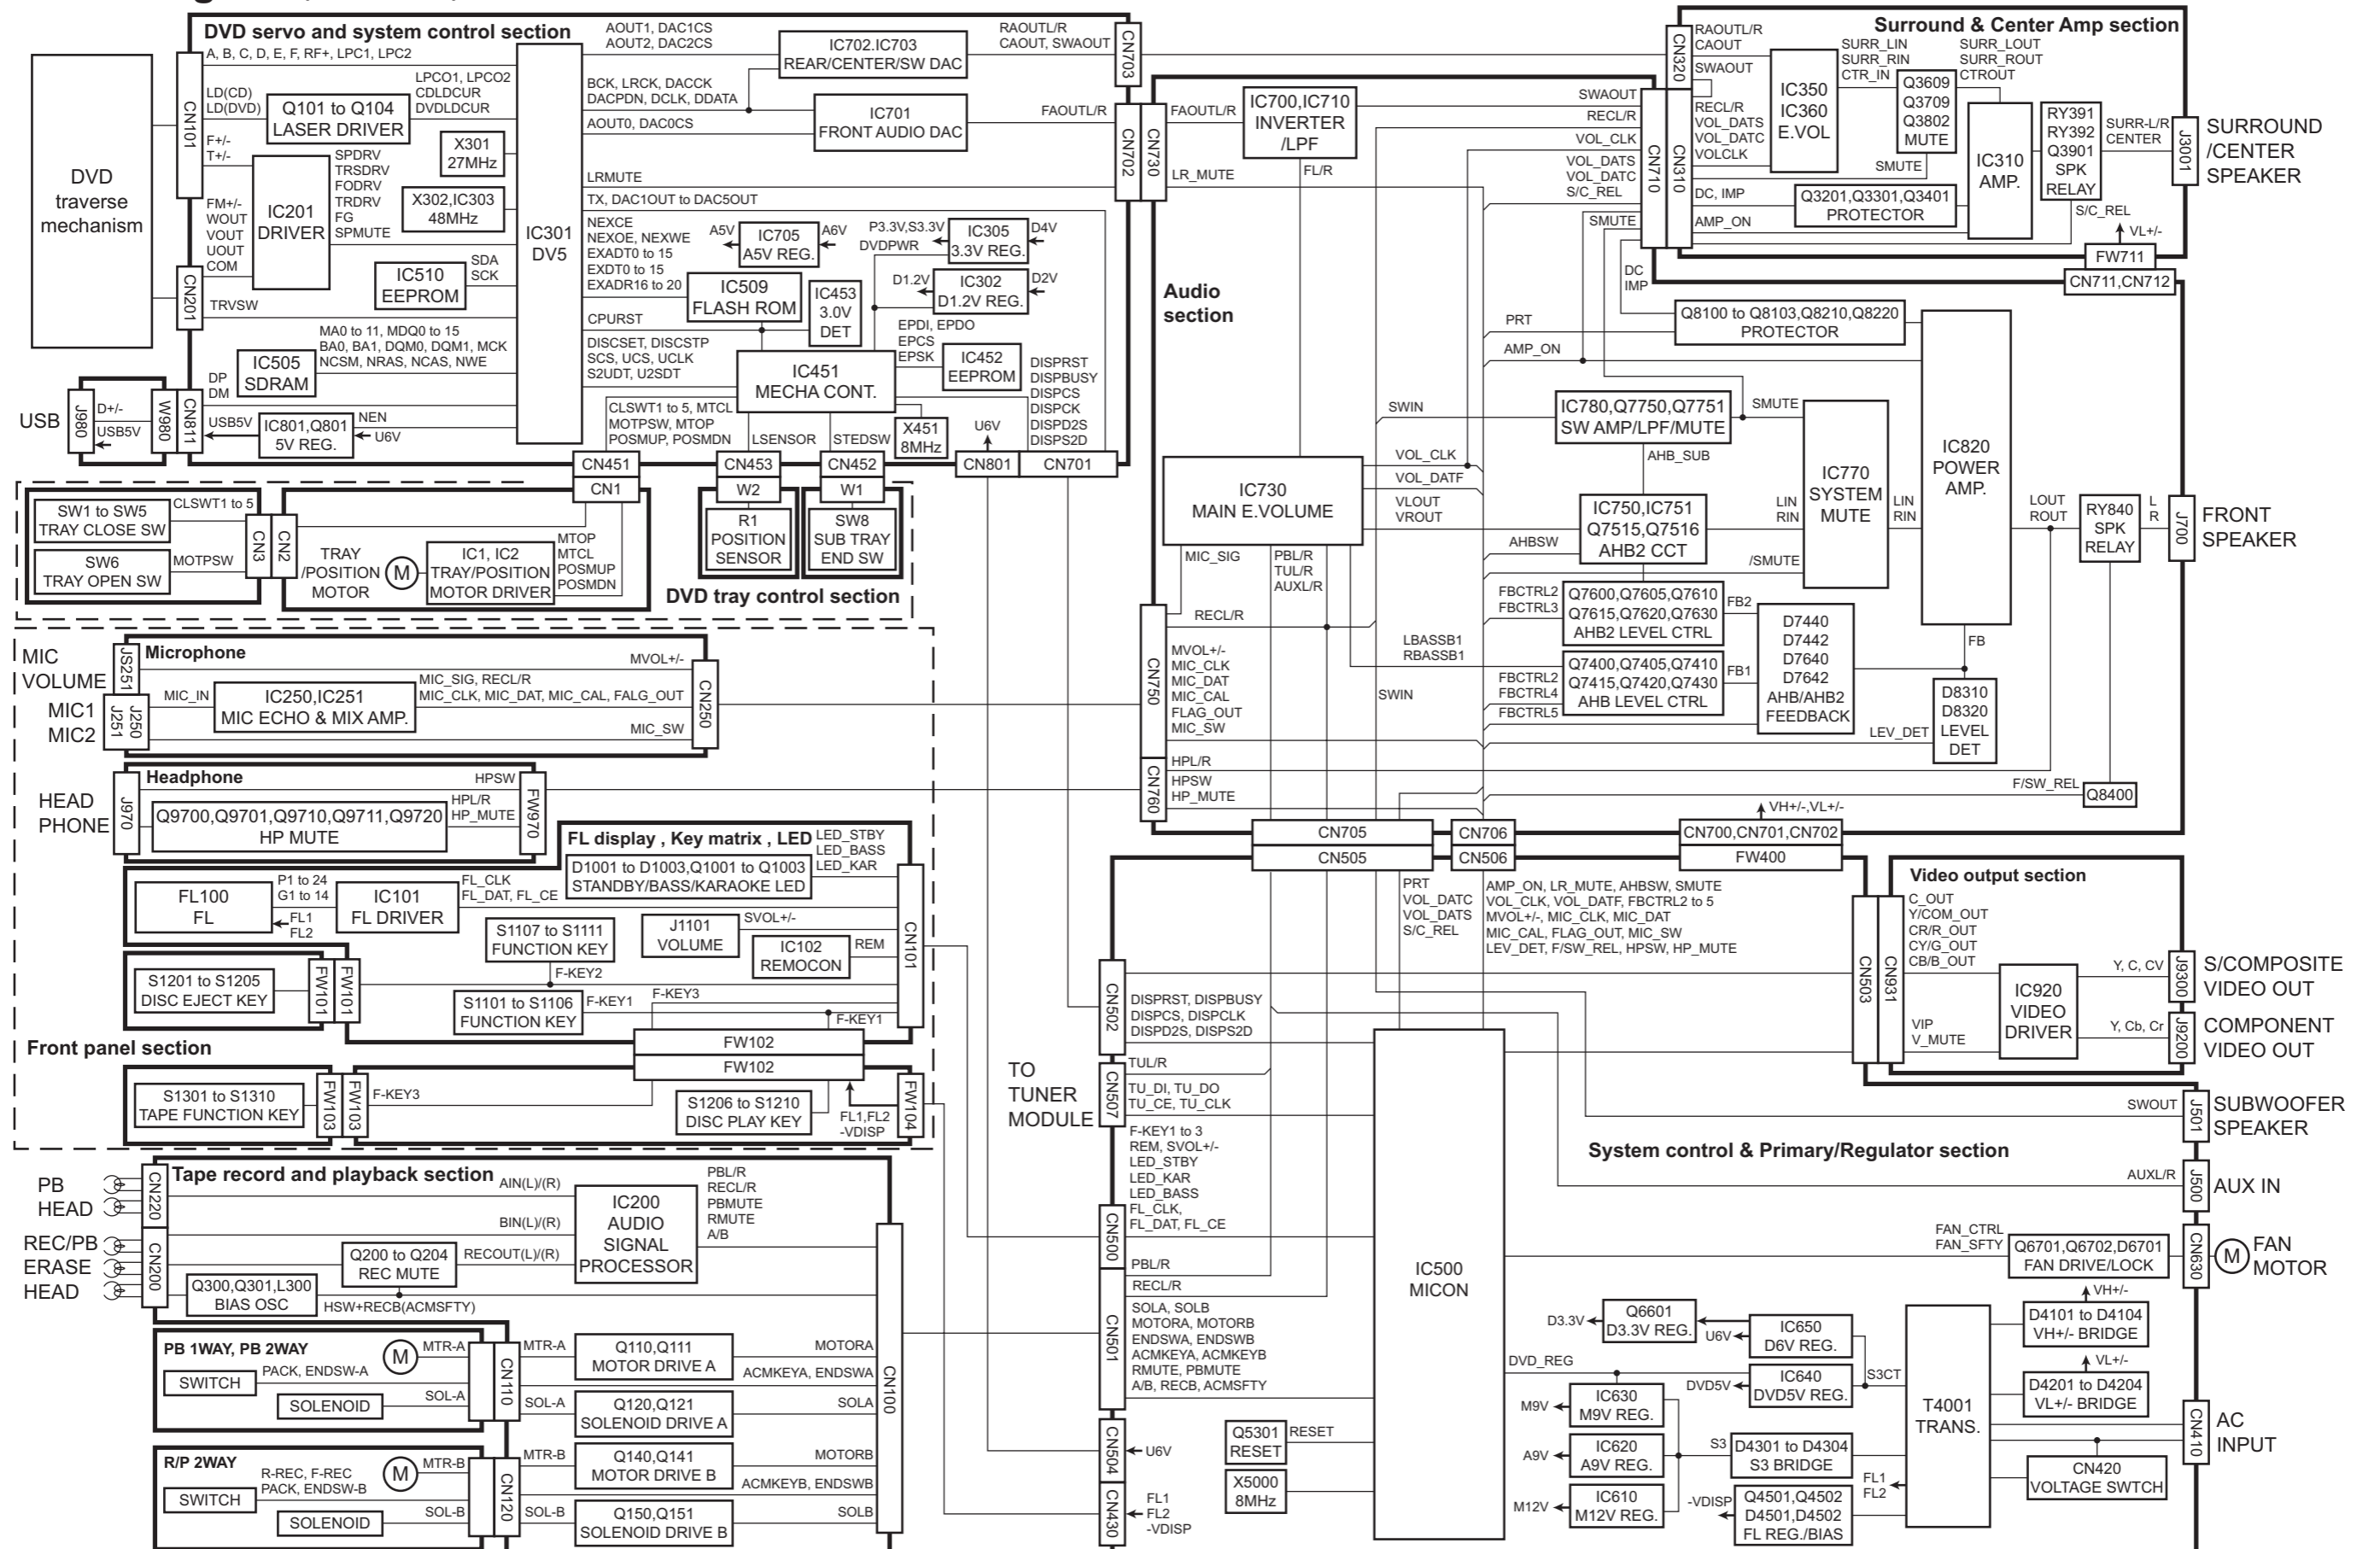 DVD servo and system control section
A, B, C, D, E, F, RF+, LPC1, LPC2
DVD
traverse
mechanism
CN101
LD(CD)
LD(DVD)
Q101 to Q104
LASER DRIVER
LPCO1, LPCO2
CDLDCUR
DVDLDCUR
F+/-
T+/-
X301
27MHz
X302,IC303
48MHz
IC201
DRIVER
SPDRV
TRSDRV
FODRV
TRDRV
FG
SPMUTE
FM+/-
WOUT
VOUT
UOUT
COM
CN201
TRVSW
IC510
EEPROM
SDA
SCK
MA0 to 11, MDQ0 to 15
BA0, BA1, DQM0, DQM1, MCK
NCSM, NRAS, NCAS, NWE
IC505
SDRAM
DP
DM
USB
J980
D+/-
USB5V
W980
CN811
USB5V
IC801,Q801
5V REG.
NEN
U6V
IC301
DV5
AOUT1, DAC1CS
AOUT2, DAC2CS
IC702.IC703
REAR/CENTER/SW DAC
RAOUTL/R
CAOUT, SWAOUT
CN703
BCK, LRCK, DACCK
DACPDN, DCLK, DDATA
IC701
FRONT AUDIO DAC
FAOUTL/R
CN702
AOUT0, DAC0CS
LRMUTE
TX, DAC1OUT to DAC5OUT
NEXCE
NEXOE, NEXWE
EXADT0 to 15
EXDT0 to 15
EXADR16 to 20
A5V
IC705
A5V REG.
A6V
P3.3V,S3.3V
DVDPWR
IC305
3.3V REG.
D4V
IC509
FLASH ROM
IC453
3.0V
DET
D1.2V
IC302
D1.2V REG.
D2V
CPURST
DISCSET, DISCSTP
SCS, UCS, UCLK
S2UDT, U2SDT
IC451
MECHA CONT.
EPDI, EPDO
EPCS
EPSK
IC452
EEPROM
DISPRST
DISPBUSY
DISPCS
DISPCK
DISPD2S
DISPS2D
CLSWT1 to 5, MTCL
MOTPSW, MTOP
POSMUP, POSMDN
LSENSOR
STEDSW
X451
8MHz
U6V
CN451
CN453
CN452
CN801
CN701
SW1 to SW5
TRAY CLOSE SW
CLSWT1 to 5
SW6
TRAY OPEN SW
MOTPSW
CN3
CN2
CN1
TRAY
/POSITION
MOTOR
M
IC1, IC2
TRAY/POSITION
MOTOR DRIVER
MTOP
MTCL
POSMUP
POSMDN
W2
R1
POSITION
SENSOR
W1
SW8
SUB TRAY
END SW
DVD tray control section
MIC
VOLUME
JS251
Microphone
MVOL+/-
MIC1
MIC2
J251
J250
MIC_IN
IC250,IC251
MIC ECHO & MIX AMP.
MIC_SIG, RECL/R
MIC_CLK, MIC_DAT, MIC_CAL, FALG_OUT
MIC_SW
CN250
HEAD
PHONE
J970
Headphone
HPSW
Q9700,Q9701,Q9710,Q9711,Q9720
HP MUTE
HPL/R
HP_MUTE
FW970
FL display , Key matrix , LED
LED_STBY
LED_BASS
LED_KAR
D1001 to D1003,Q1001 to Q1003
STANDBY/BASS/KARAOKE LED
FL100
FL
P1 to 24
G1 to 14
FL1
FL2
IC101
FL DRIVER
FL_CLK
FL_DAT, FL_CE
S1107 to S1111
FUNCTION KEY
J1101
VOLUME
SVOL+/-
IC102
REMOCON
REM
CN101
F-KEY2
S1201 to S1205
DISC EJECT KEY
FW101
FW101
S1101 to S1106
FUNCTION KEY
F-KEY1
F-KEY3
F-KEY1
Front panel section
FW102
FW102
S1301 to S1310
TAPE FUNCTION KEY
FW103
FW103
F-KEY3
S1206 to S1210
DISC PLAY KEY
FL1,FL2
-VDISP
FW104
Tape record and playback section
PB
HEAD
CN220
AIN(L)/(R)
BIN(L)/(R)
IC200
AUDIO
SIGNAL
PROCESSOR
PBL/R
RECL/R
PBMUTE
RMUTE
A/B
REC/PB
ERASE
HEAD
CN200
Q200 to Q204
REC MUTE
RECOUT(L)/(R)
Q300,Q301,L300
BIAS OSC
HSW+RECB(ACMSFTY)
PB 1WAY, PB 2WAY
M
MTR-A
SWITCH
PACK, ENDSW-A
SOLENOID
SOL-A
CN110
MTR-A
Q110,Q111
MOTOR DRIVE A
MOTORA
ACMKEYA, ENDSWA
SOL-A
Q120,Q121
SOLENOID DRIVE A
SOLA
CN100
R/P 2WAY
R-REC, F-REC
PACK, ENDSW-B
M
MTR-B
SWITCH
SOLENOID
SOL-B
CN120
MTR-B
Q140,Q141
MOTOR DRIVE B
MOTORB
ACMKEYB, ENDSWB
SOL-B
Q150,Q151
SOLENOID DRIVE B
SOLB
Surround & Center Amp section
CN320
RAOUTL/R
CAOUT
SWAOUT
RECL/R
VOL_DATS
VOL_DATC
VOLCLK
IC350
IC360
E.VOL
SURR_LIN
SURR_RIN
CTR_IN
Q3609
Q3709
Q3802
MUTE
SURR_LOUT
SURR_ROUT
CTROUT
SMUTE
IC310
AMP.
RY391
RY392
Q3901
SPK
RELAY
SURR-L/R
CENTER
J3001
SURROUND
/CENTER
SPEAKER
DC, IMP
Q3201,Q3301,Q3401
PROTECTOR
AMP_ON
S/C_REL
VL+/-
FW711
CN711,CN712
CN710
CN310
CN730
FAOUTL/R
IC700,IC710
INVERTER
/LPF
SWAOUT
RECL/R
VOL_CLK
VOL_DATS
VOL_DATC
S/C_REL
SMUTE
LR_MUTE
FL/R
Audio
section
DC
IMP
PRT
Q8100 to Q8103,Q8210,Q8220
PROTECTOR
AMP_ON
SWIN
IC780,Q7750,Q7751
SW AMP/LPF/MUTE
SMUTE
AHB_SUB
IC820
POWER
AMP.
IC770
SYSTEM
MUTE
IC730
MAIN E.VOLUME
VOL_CLK
VOL_DATF
VLOUT
VROUT
IC750,IC751
Q7515,Q7516
AHB2 CCT
LIN
RIN
LIN
RIN
LOUT
ROUT
RY840
SPK
RELAY
L
R
J700
FRONT
SPEAKER
AHBSW
/SMUTE
MIC_SIG
PBL/R
TUL/R
AUXL/R
FBCTRL2
FBCTRL3
Q7600,Q7605,Q7610
Q7615,Q7620,Q7630
AHB2 LEVEL CTRL
FB2
D7440
D7442
D7640
D7642
AHB/AHB2
FEEDBACK
FB
RECL/R
CN750
MVOL+/-
MIC_CLK
MIC_DAT
MIC_CAL
FLAG_OUT
MIC_SW
LBASSB1
RBASSB1
SWIN
FBCTRL2
FBCTRL4
FBCTRL5
Q7400,Q7405,Q7410
Q7415,Q7420,Q7430
AHB LEVEL CTRL
FB1
LEV_DET
D8310
D8320
LEVEL
DET
CN760
HPL/R
HPSW
HP_MUTE
F/SW_REL
Q8400
VH+/-,VL+/-
CN705
CN706
CN700,CN701,CN702
CN505
CN506
FW400
PRT
VOL_DATC
VOL_DATS
S/C_REL
AMP_ON, LR_MUTE, AHBSW, SMUTE
VOL_CLK, VOL_DATF, FBCTRL2 to 5
MVOL+/-, MIC_CLK, MIC_DAT
MIC_CAL, FLAG_OUT, MIC_SW
LEV_DET, F/SW_REL, HPSW, HP_MUTE
CN503
CN931
Video output section
C_OUT
Y/COM_OUT
CR/R_OUT
CY/G_OUT
CB/B_OUT
VIP
V_MUTE
IC920
VIDEO
DRIVER
Y, C, CV
J9300
S/COMPOSITE
VIDEO OUT
Y, Cb, Cr
J9200
COMPONENT
VIDEO OUT
CN502
DISPRST, DISPBUSY
DISPCS, DISPCLK
DISPD2S, DISPS2D
TO
TUNER
MODULE
CN507
TUL/R
TU_DI, TU_DO
TU_CE, TU_CLK
F-KEY1 to 3
REM, SVOL+/-
LED_STBY
LED_KAR
LED_BASS
FL_CLK,
FL_DAT, FL_CE
CN500
PBL/R
RECL/R
CN501
SOLA, SOLB
MOTORA, MOTORB
ENDSWA, ENDSWB
ACMKEYA, ACMKEYB
RMUTE, PBMUTE
A/B, RECB, ACMSFTY
CN504
U6V
CN430
FL1
FL2
-VDISP
Q5301
RESET
RESET
X5000
8MHz
IC500
MICON
SWOUT
J501
SUBWOOFER
SPEAKER
System control & Primary/Regulator section
AUXL/R
J500
AUX IN
FAN_CTRL
FAN_SFTY
Q6701,Q6702,D6701
FAN DRIVE/LOCK
CN630
M
FAN
MOTOR
D3.3V
Q6601
D3.3V REG.
U6V
IC650
D6V REG.
VH+/-
D4101 to D4104
VH+/- BRIDGE
DVD_REG
DVD5V
IC640
DVD5V REG.
S3CT
VL+/-
D4201 to D4204
VL+/- BRIDGE
M9V
IC630
M9V REG.
T4001
TRANS.
A9V
IC620
A9V REG.
S3
D4301 to D4304
S3 BRIDGE
CN410
AC
INPUT
M12V
IC610
M12V REG.
FL1
FL2
-VDISP
Q4501,Q4502
D4501,D4502
FL REG./BIAS
CN420
VOLTAGE SWTCH